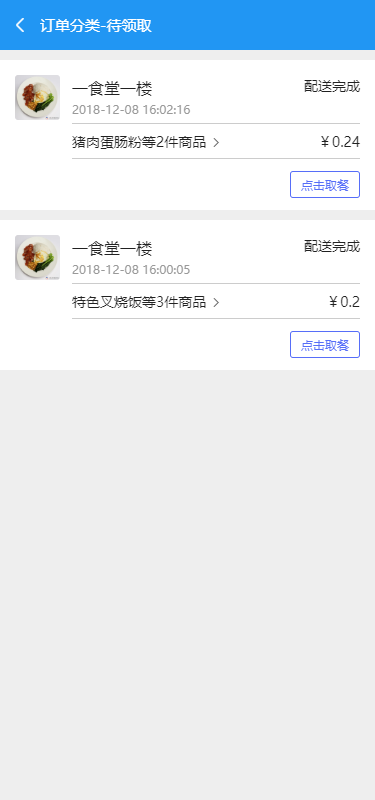 订单分类-待领取
一食堂一楼
配送完成
2018-12-08 16:02:16
猪肉蛋肠粉等2件商品
￥0.24
点击取餐
一食堂一楼
配送完成
2018-12-08 16:00:05
特色叉烧饭等3件商品
￥0.2
点击取餐